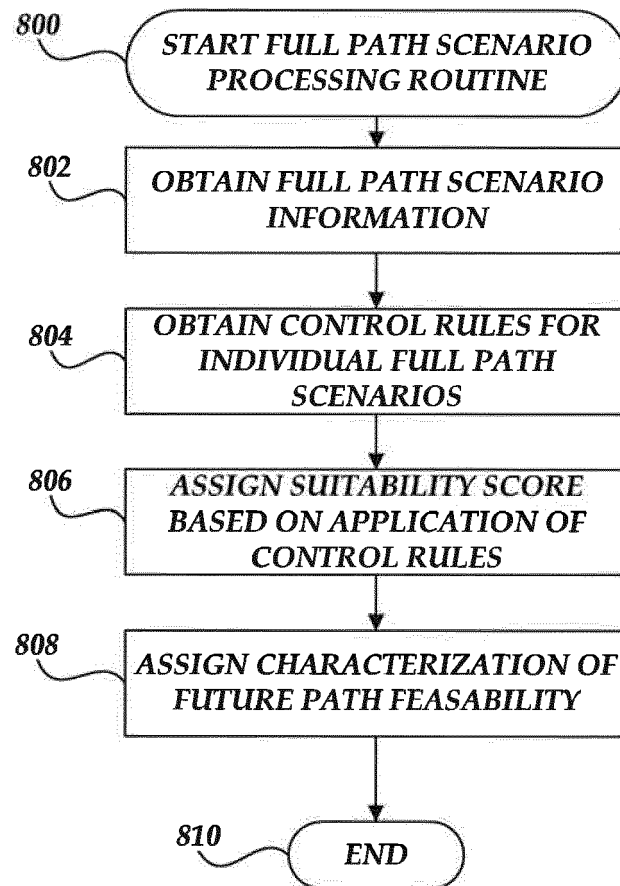 800
START FULL PATH SCENARIO
PROCESSING ROUTINE
802
OBTAIN FULL PATH SCENARIO
INFORMATION
804
OBTAIN CONTROL RULES FOR
INDIVIDUAL FULL PATH
SCENARIOS
806
ASSIGN SUITABILITY SCORE
BASED ON APPLICATION OF
CONTROL RULES
808
ASSIGN CHARACTERIZATION OF
FUTURE PATH FEASABILITY
810
END